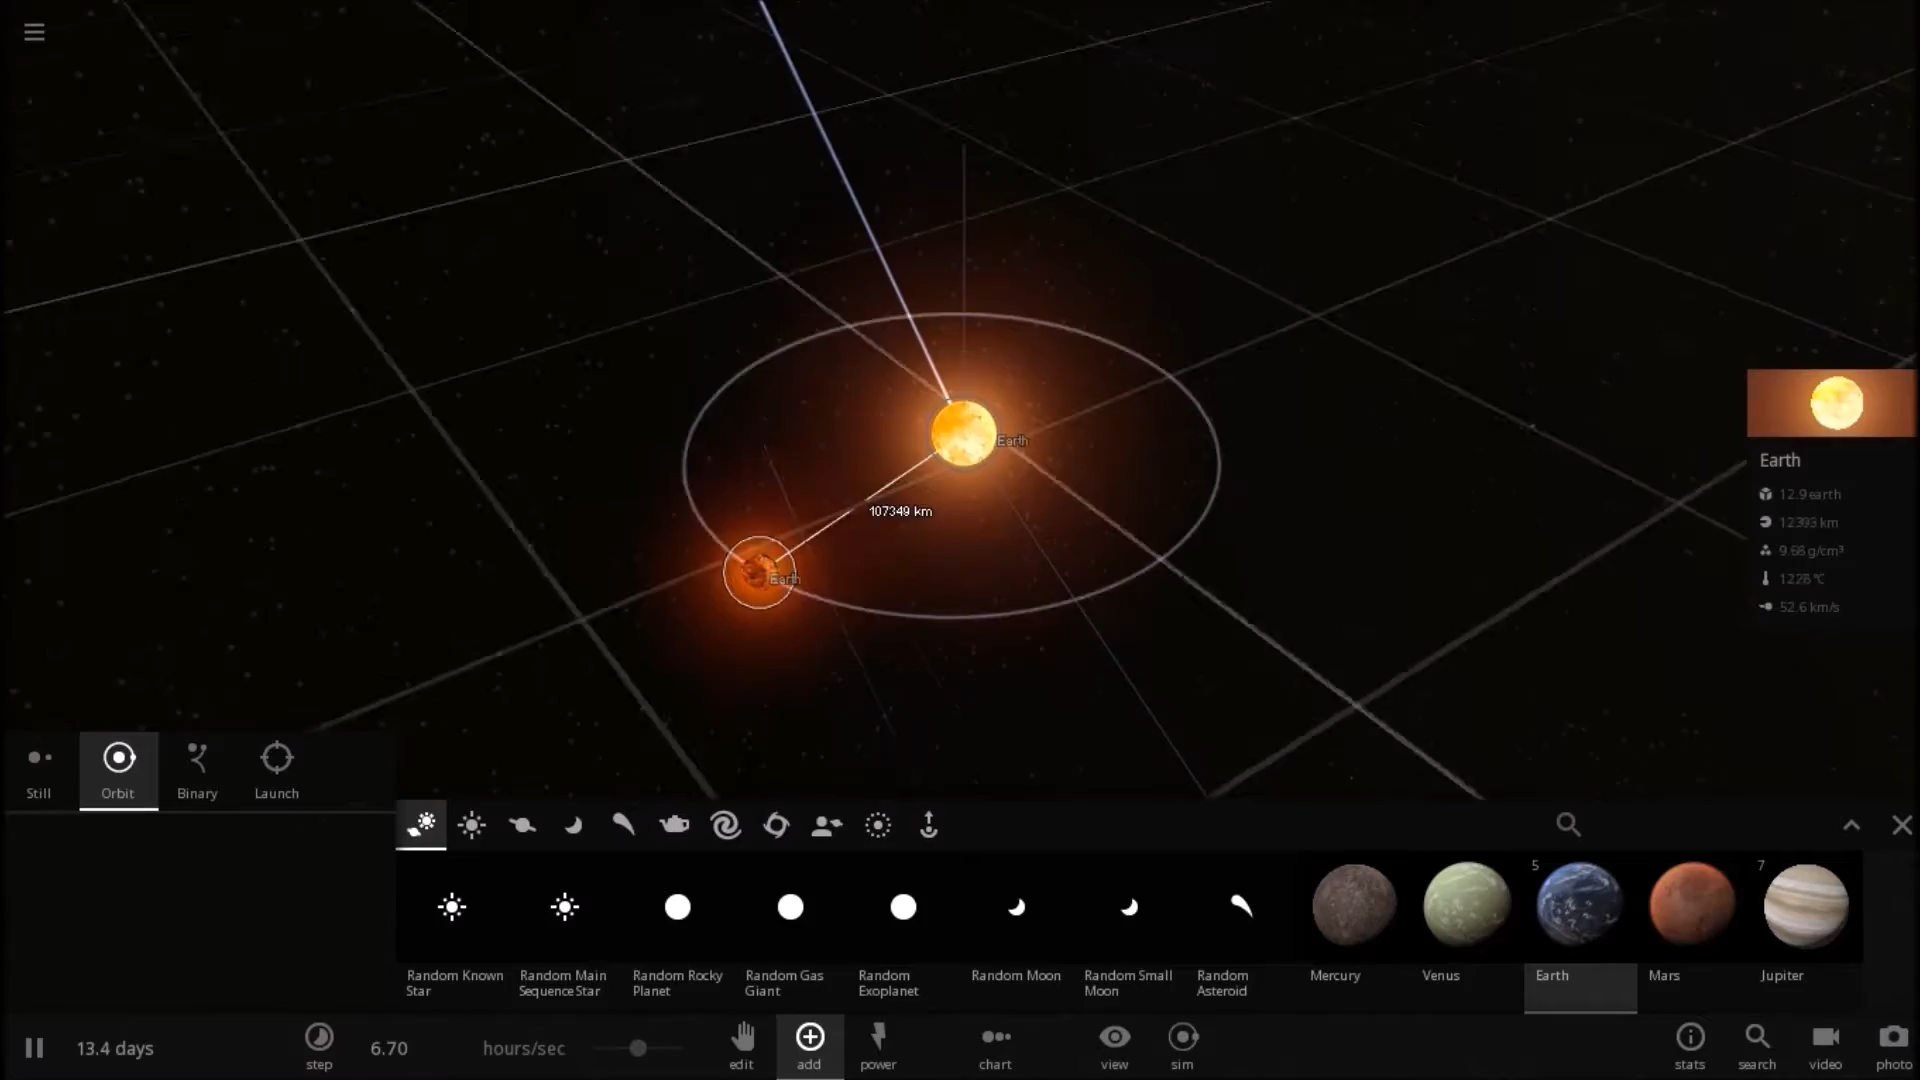 Earth
107349 km
Earth
Earth
12.9 earth
12393 km
9.68 g/cm³
1228 °C
52.6 km/s
Still
Orbit
Binary
Launch
5
7
Random Known Star
Random Main Sequence Star
Random Rocky Planet
Random Gas Giant
Random Exoplanet
Random Moon
Random Small Moon
Random Asteroid
Mercury
Venus
Earth
Mars
Jupiter
13.4 days
step
6.70
hours/sec
edit
add
power
chart
view
sim
stats
search
video
photo